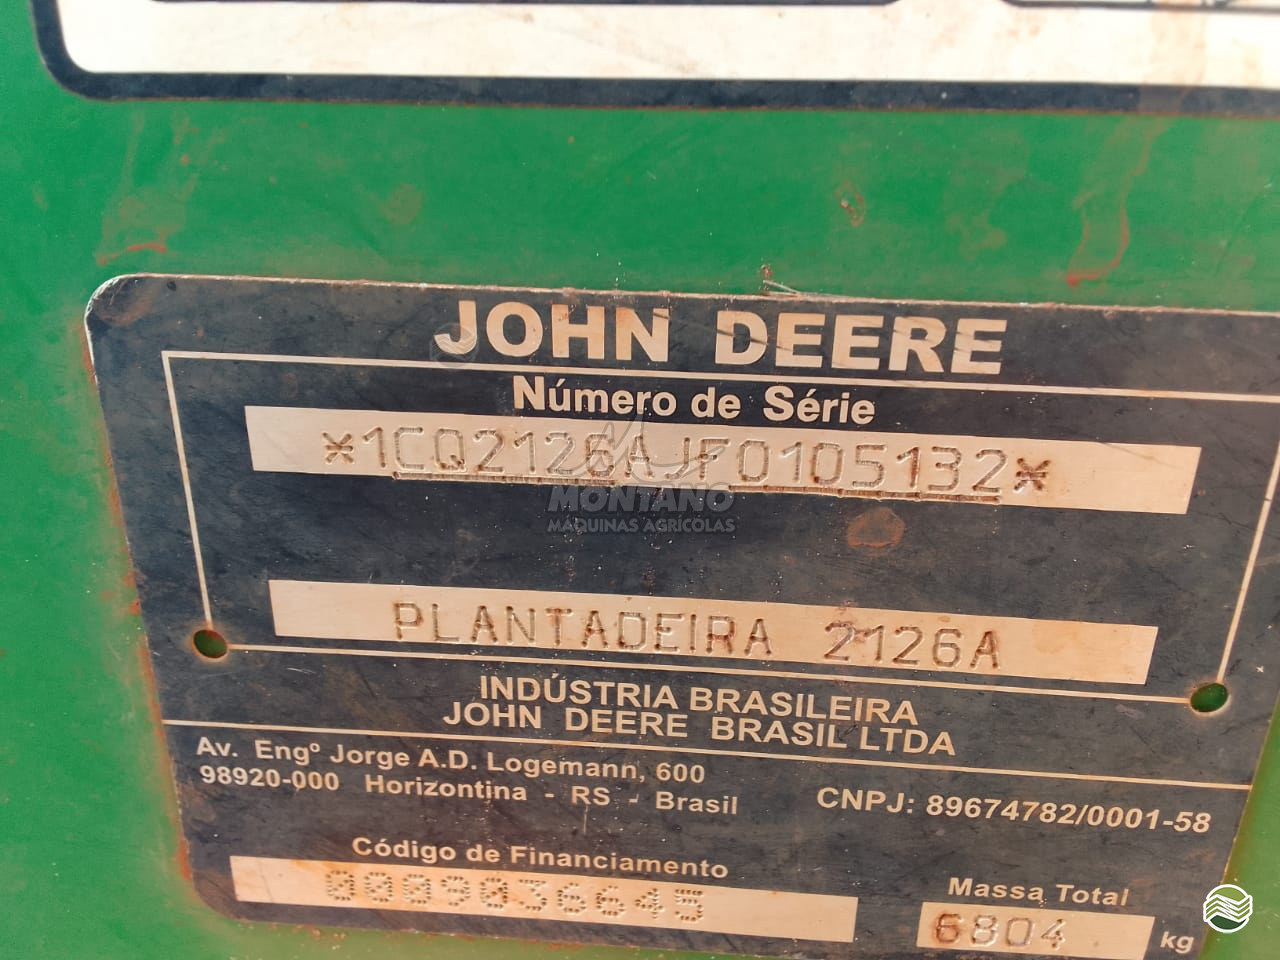 JOHN DEERE
Número de Série
*1CQ2126AJF0105132*
MONTANO
MÁQUINAS AGRÍCOLAS
PLANTADEIRA 2126A
INDÚSTRIA BRASILEIRA
JOHN DEERE BRASIL LTDA
Av. Engº Jorge A.D. Logemann, 600
98920-000 Horizontina - RS - Brasil
CNPJ: 89674782/0001-58
Código de Financiamento
0009036645
Massa Total
6804 kg